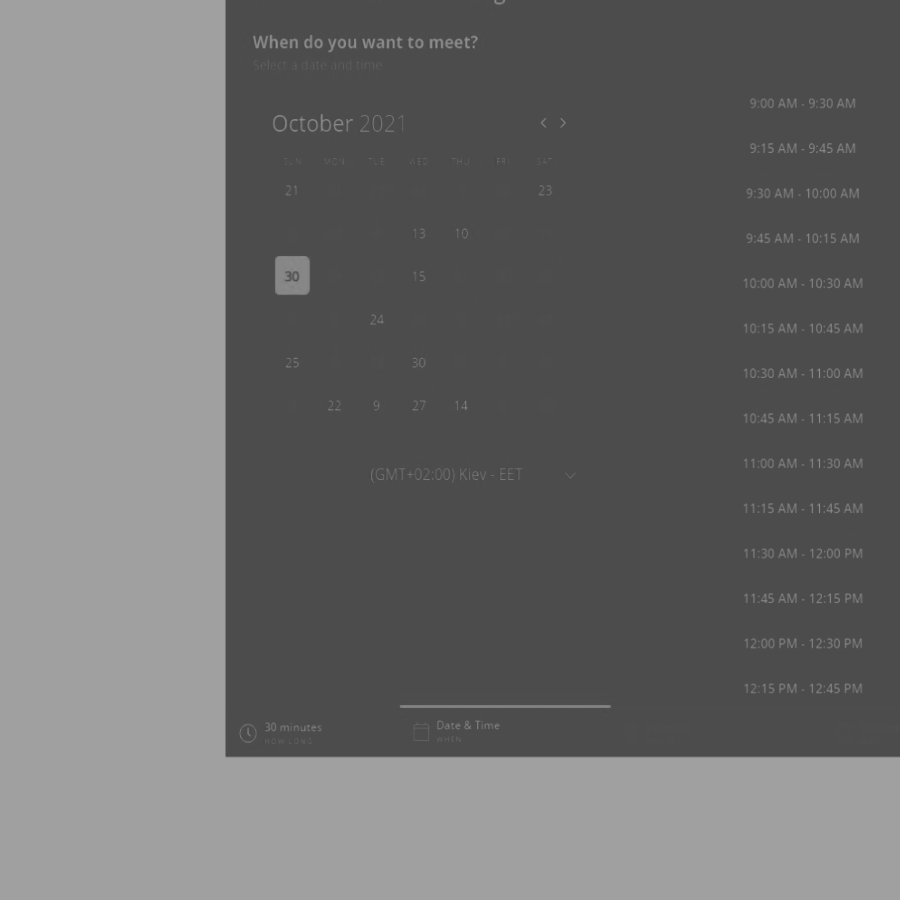 When do you want to meet?
Select a date and time
October 2021
SUN MON TUE WED THU FRI SAT
21 23
13 10
30 15
24
25 30
22 9 27 14
(GMT+02:00) Kiev - EET
9:00 AM - 9:30 AM
9:15 AM - 9:45 AM
9:30 AM - 10:00 AM
9:45 AM - 10:15 AM
10:00 AM - 10:30 AM
10:15 AM - 10:45 AM
10:30 AM - 11:00 AM
10:45 AM - 11:15 AM
11:00 AM - 11:30 AM
11:15 AM - 11:45 AM
11:30 AM - 12:00 PM
11:45 AM - 12:15 PM
12:00 PM - 12:30 PM
12:15 PM - 12:45 PM
30 minutes
HOW LONG
Date & Time
WHEN